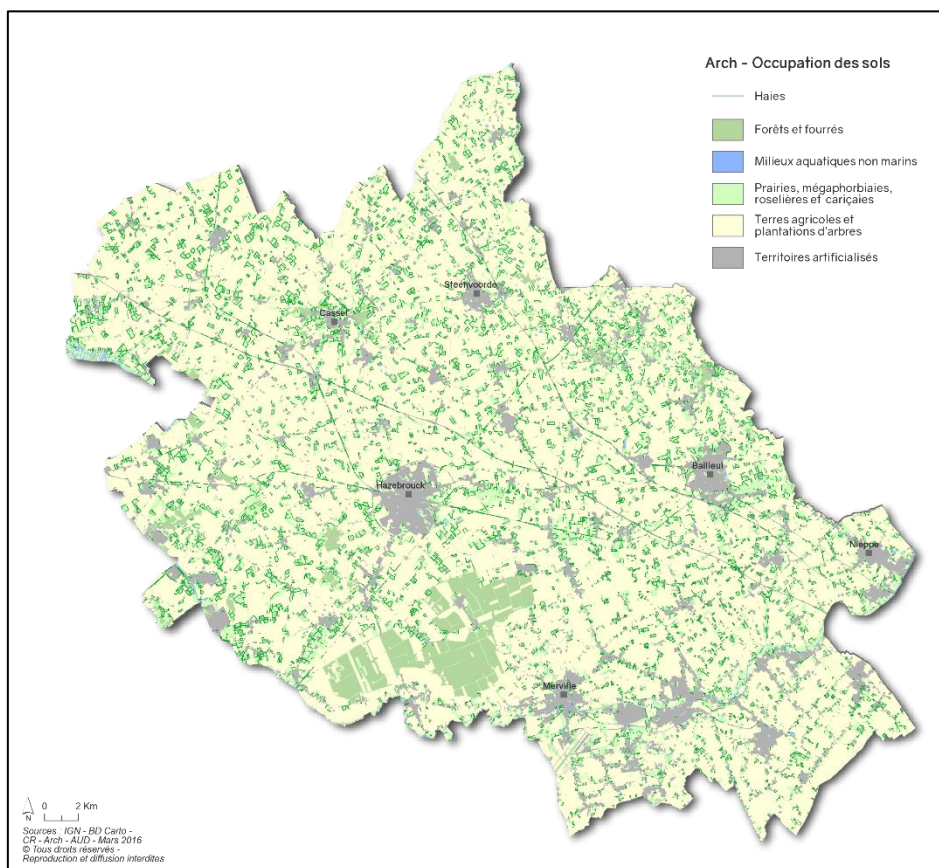 Arch - Occupation des sols
Haies
Forêts et fourrés
Milieux aquatiques non marins
Prairies, mégaphorbiaies,
roselières et cariçaies
Terres agricoles et
plantations d'arbres
Territoires artificialisés
Steenvoorde
Cassel
Bailleul
Hazebrouck
Nieppe
Merville
N
0 2 Km
Sources : IGN - BD Carto -
CR - Arch - AUD - Mars 2016
© Tous droits réservés -
Reproduction et diffusion interdites